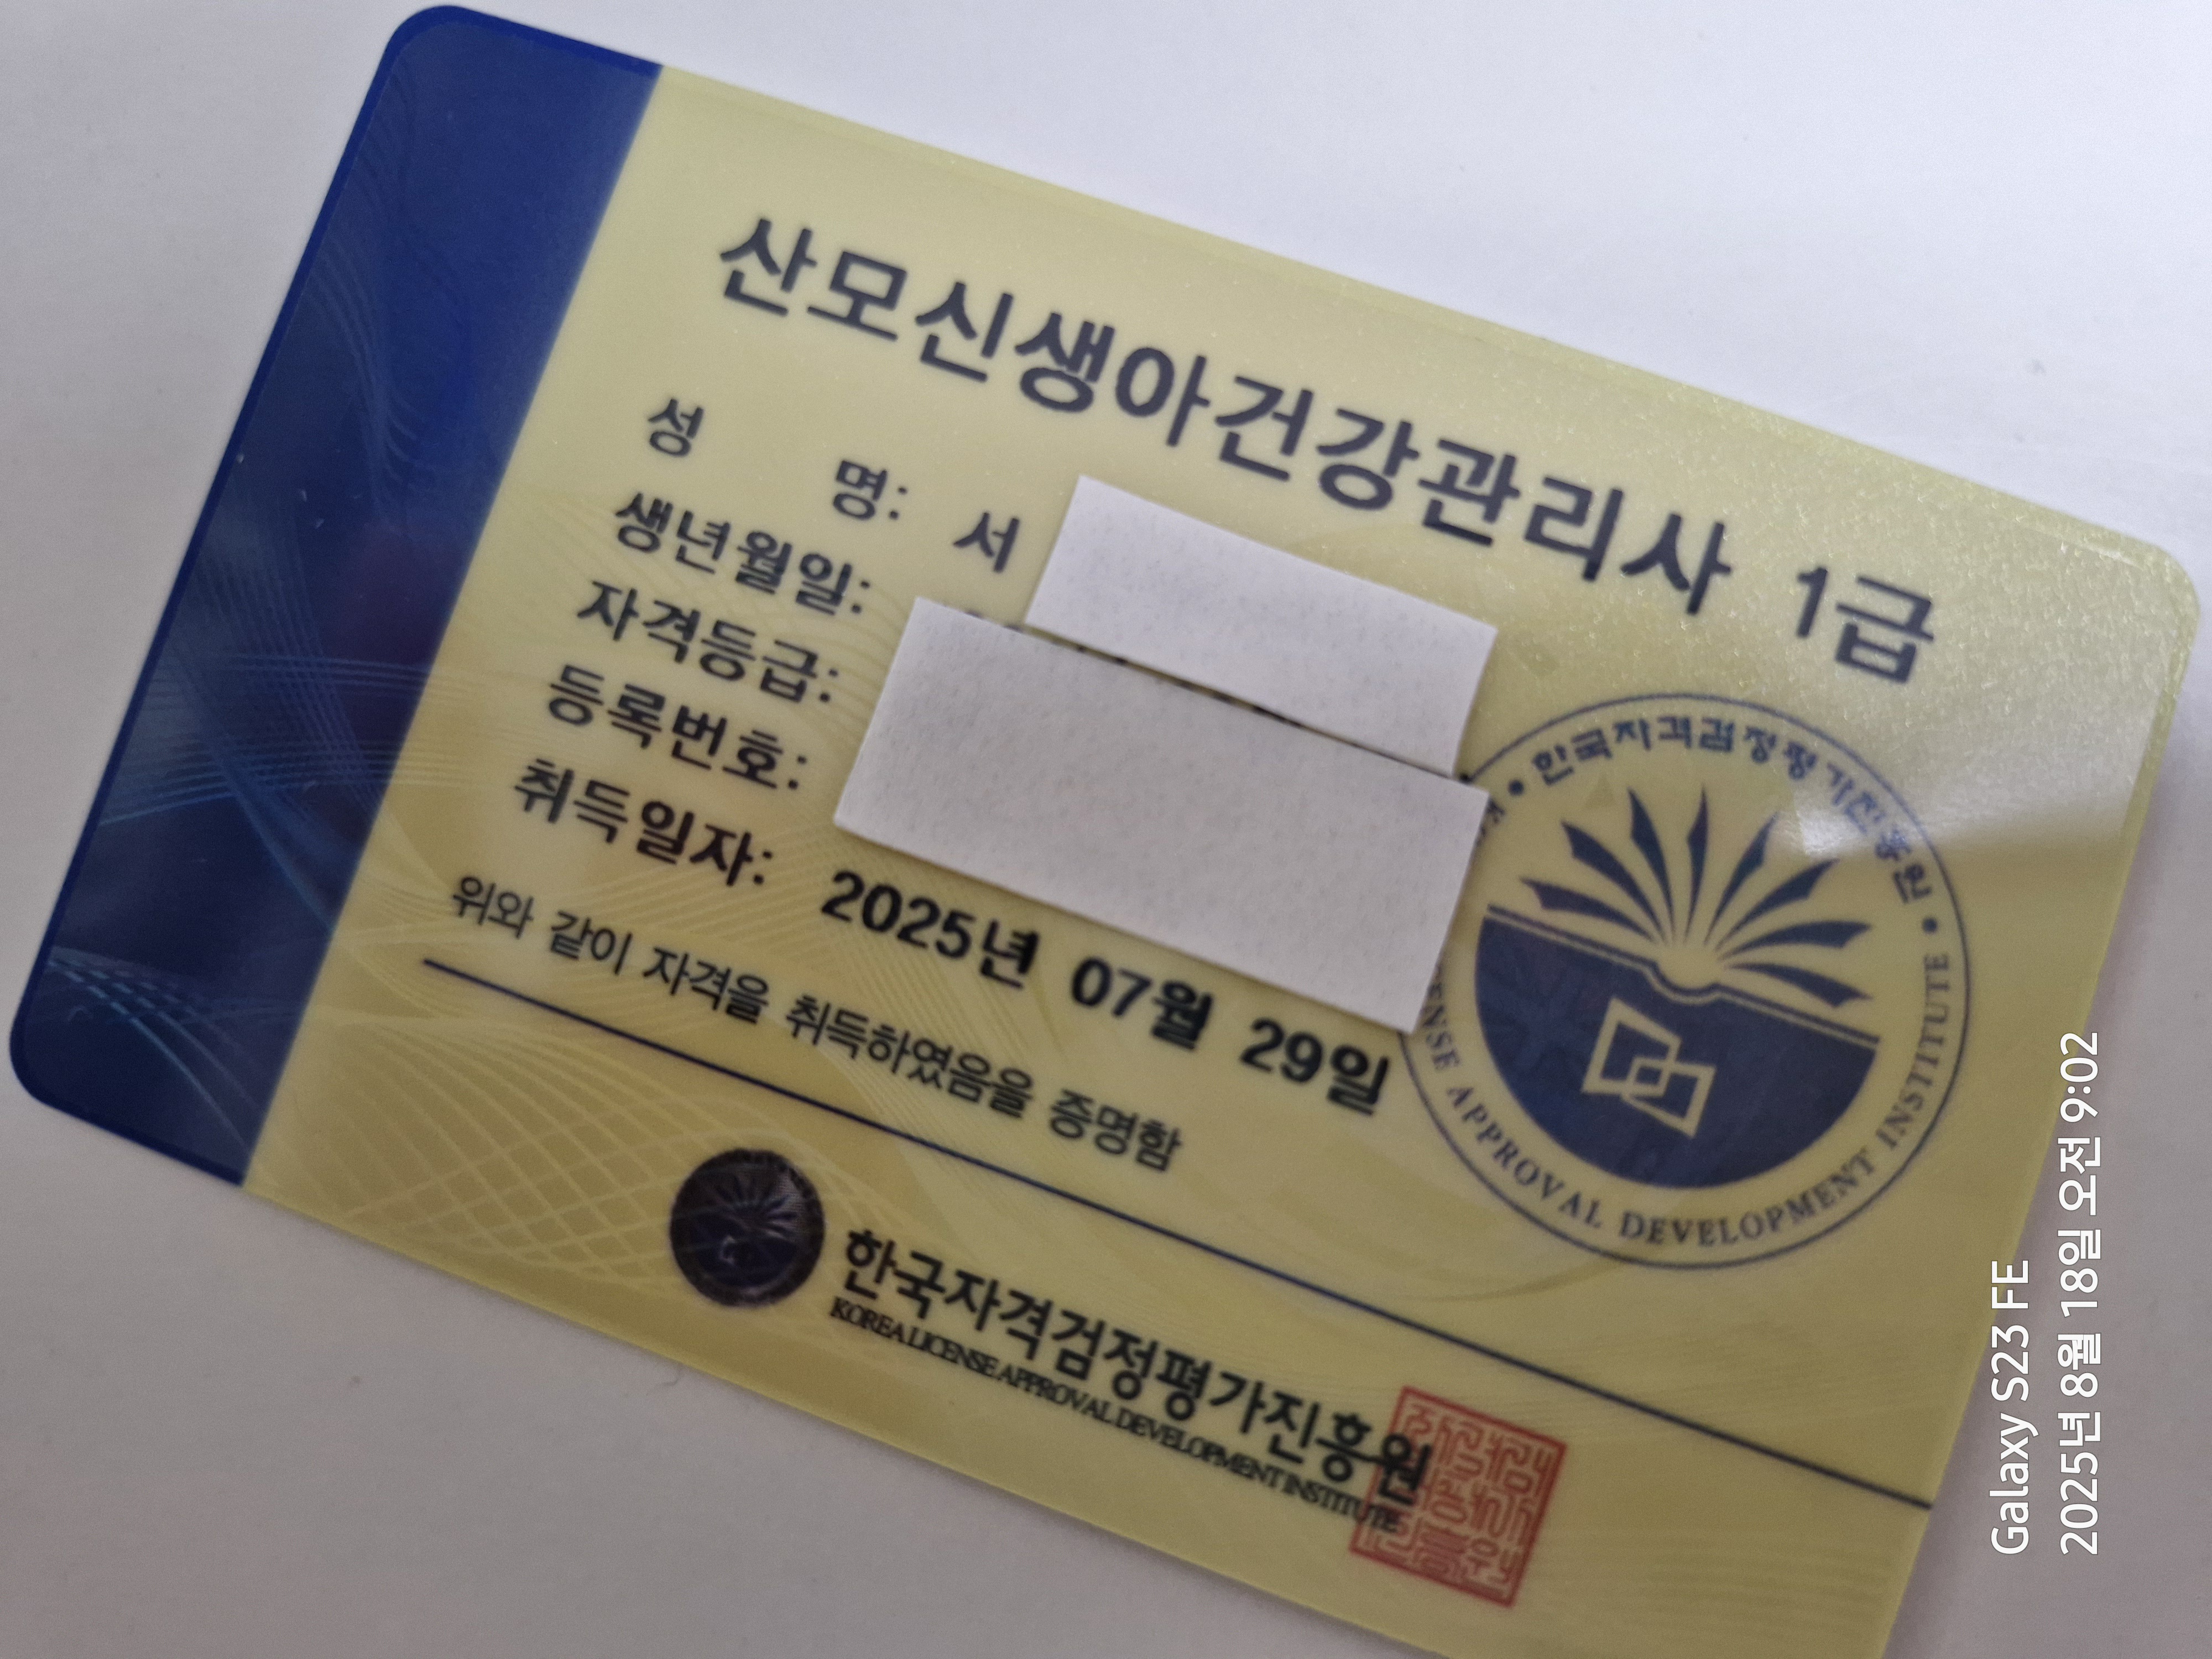 산모신생아건강관리사 1급
성 명: 서
생년월일:
자격등급:
등록번호:
취득일자: 2025년 07월 29일
위와 같이 자격을 취득하였음을 증명함
한국자격검정평가진흥원
APPROVAL DEVELOPMENT INSTITUTE
한국자격검정평가진흥원
KOREA LICENSE APPROVAL DEVELOPMENT INSTITUTE
Galaxy S23 FE
2025년 8월 18일 오전 9:02